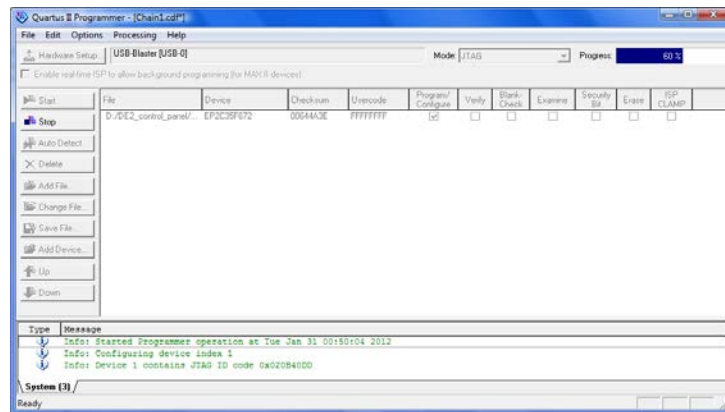 Quartus II Programmer - [Chain1.cdf*]
File Edit Options Processing Help
Hardware Setup... USB-Blaster [USB-0] Mode: JTAG Progress: 60 %
Enable real-time ISP to allow background programming (for MAX II devices)
Start
Stop
Auto Detect
Delete
Add File...
Change File...
Save File...
Add Device...
Up
Down
File Device Checksum Usercode Program/Configure Verify Blank-Check Examine Security Bit Erase ISP CLAMP
D:/DE2_control_panel/... EP2C35F672 00644A3E FFFFFFFF
Type Message
Info: Started Programmer operation at Tue Jan 31 00:50:04 2012
Info: Configuring device index 1
Info: Device 1 contains JTAG ID code 0x020B40DD
System (3)
Ready